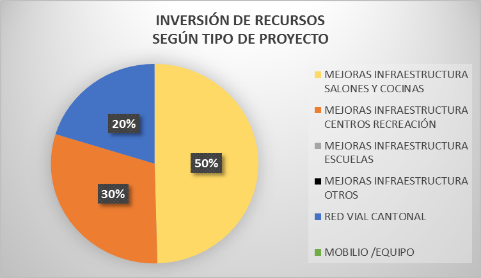 INVERSIÓN DE RECURSOS
SEGÚN TIPO DE PROYECTO
20%
50%
30%
MEJORAS INFRAESTRUCTURA
SALONES Y COCINAS
MEJORAS INFRAESTRUCTURA
CENTROS RECREACIÓN
MEJORAS INFRAESTRUCTURA
ESCUELAS
MEJORAS INFRAESTRUCTURA
OTROS
RED VIAL CANTONAL
MOBILIO /EQUIPO